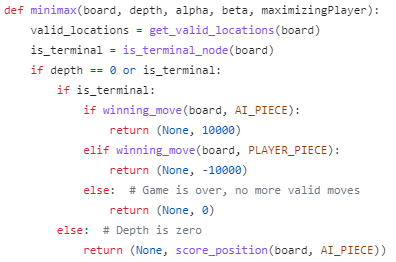 def minimax(board, depth, alpha, beta, maximizingPlayer):
    valid_locations = get_valid_locations(board)
    is_terminal = is_terminal_node(board)
    if depth == 0 or is_terminal:
        if is_terminal:
            if winning_move(board, AI_PIECE):
                return (None, 10000)
            elif winning_move(board, PLAYER_PIECE):
                return (None, -10000)
            else:  # Game is over, no more valid moves
                return (None, 0)
        else:  # Depth is zero
            return (None, score_position(board, AI_PIECE))